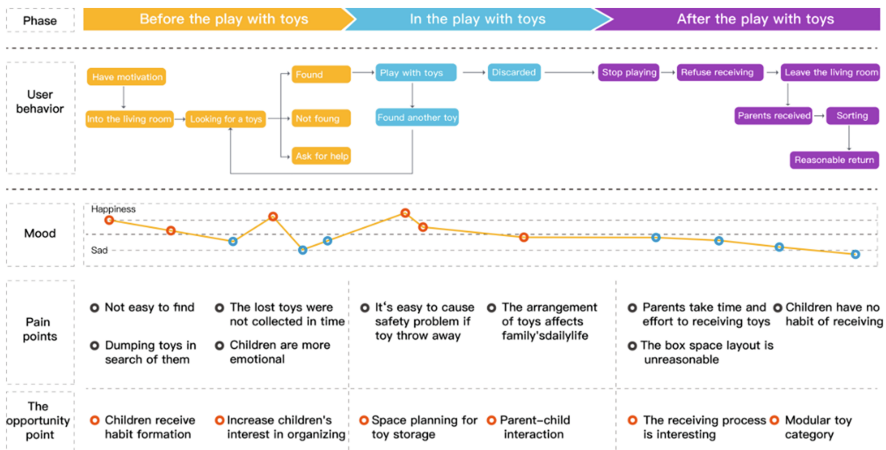 Phase
Before the play with toys
In the play with toys
After the play with toys
User
behavior
Have motivation
Into the living room
Looking for a toys
Found
Not foung
Ask for help
Play with toys
Found another toy
Discarded
Stop playing
Refuse receiving
Leave the living room
Parents received
Sorting
Reasonable return
Mood
Happiness
Sad
Pain
points
Not easy to find
Dumping toys in
search of them
The lost toys were
not collected in time
Children are more
emotional
It's easy to cause
safety problem if
toy throw away
The arrangement
of toys affects
family'sdailylife
Parents take time and
effort to receiving toys
The box space layout is
unreasonable
Children have no
habit of receiving
The
opportunity
point
Children receive
habit formation
Increase children's
interest in organizing
Space planning for
toy storage
Parent-child
interaction
The receiving process
is interesting
Modular toy
category